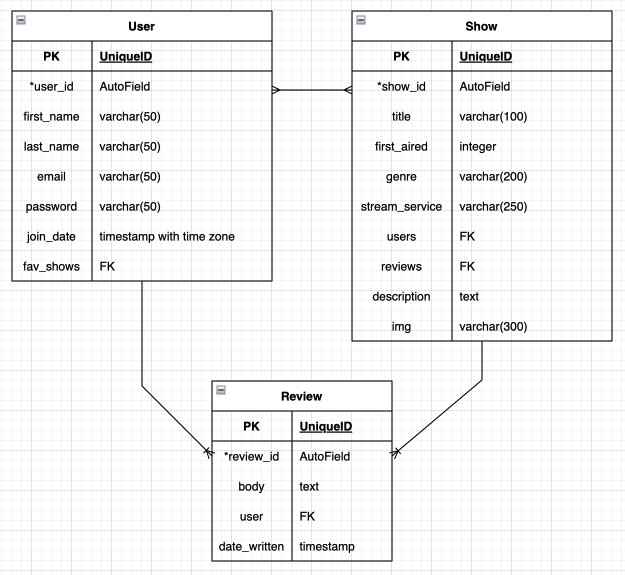 User
PK UniqueID
*user_id AutoField
first_name varchar(50)
last_name varchar(50)
email varchar(50)
password varchar(50)
join_date timestamp with time zone
fav_shows FK
Show
PK UniqueID
*show_id AutoField
title varchar(100)
first_aired integer
genre varchar(200)
stream_service varchar(250)
users FK
reviews FK
description text
img varchar(300)
Review
PK UniqueID
*review_id AutoField
body text
user FK
date_written timestamp